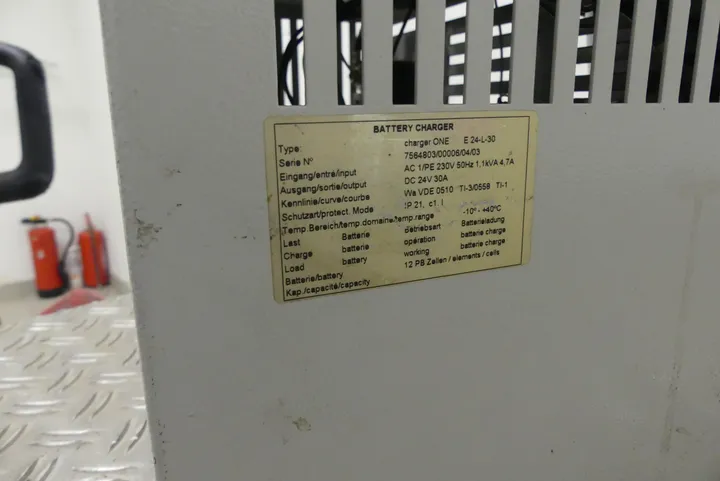 BATTERY CHARGER
Type: charger ONE E 24-L-30
Serie Nº 7564803/00006/04/03
Eingang/entré/input AC 1/PE 230V 50Hz 1,1kVA 4,7A
Ausgang/sortie/output DC 24V 30A
Kennlinie/curve/courbe Wa VDE 0510 TI-3/0558 TI-1
Schutzart/protect. Mode IP 21, cl. I
Temp Bereich/temp.domaine/temp.range -10° - +40°C
Last Batterie betriebsart Batterieladung
Charge Batterie opération batterie charge
Load battery working batterie charge
Batterie/battery 12 PB Zellen / elements / cells
Kap./capacité/capacity